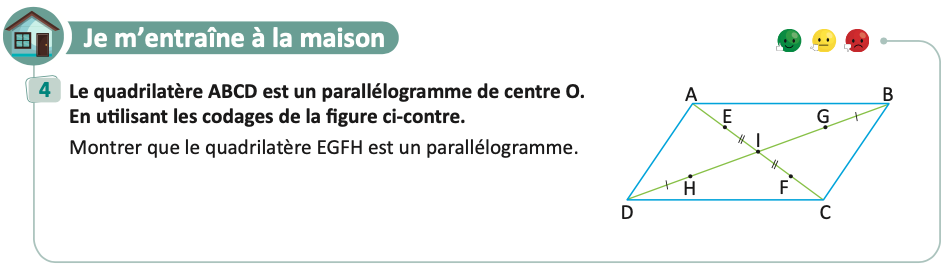 Je m'entraîne à la maison
4 Le quadrilatère ABCD est un parallélogramme de centre O.
En utilisant les codages de la figure ci-contre.
Montrer que le quadrilatère EGFH est un parallélogramme.
A B
E G
I
H F
D C